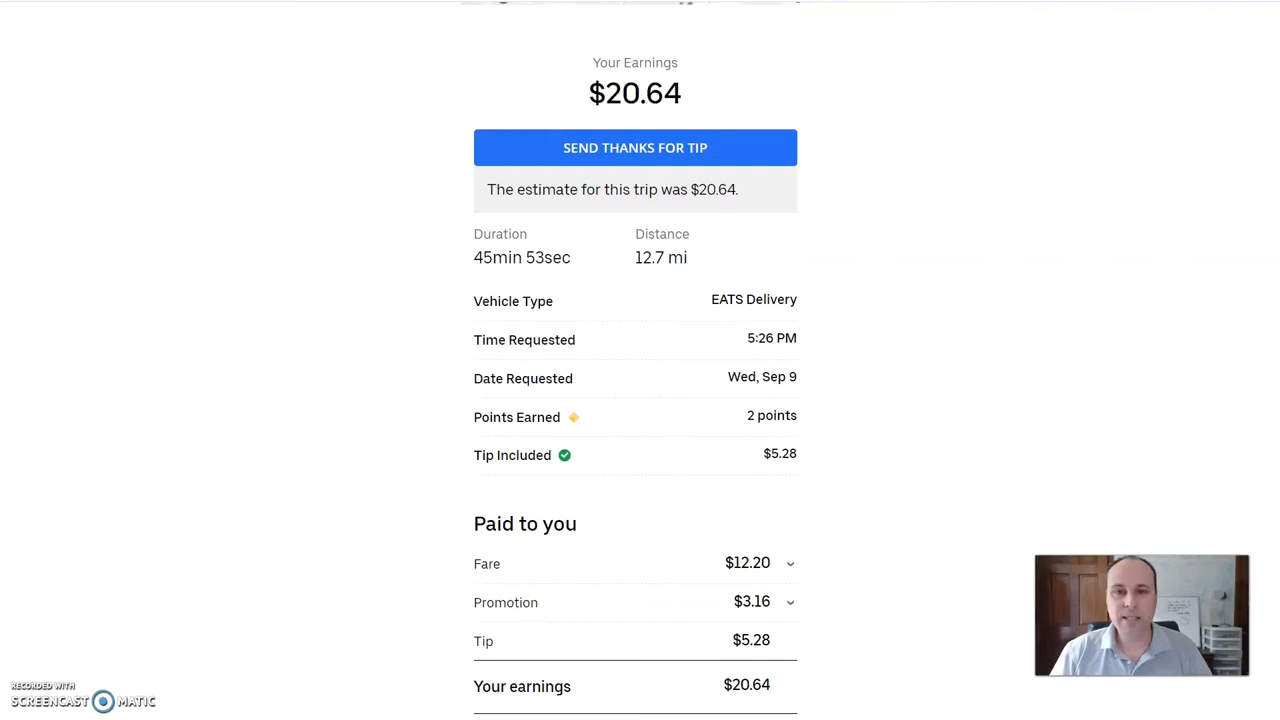 Your Earnings
$20.64
SEND THANKS FOR TIP
The estimate for this trip was $20.64.
Duration Distance
45min 53sec 12.7 mi
Vehicle Type EATS Delivery
Time Requested 5:26 PM
Date Requested Wed, Sep 9
Points Earned 2 points
Tip Included $5.28
Paid to you
Fare $12.20
Promotion $3.16
Tip $5.28
Your earnings $20.64
RECORDED WITH
SCREENCAST MATIC